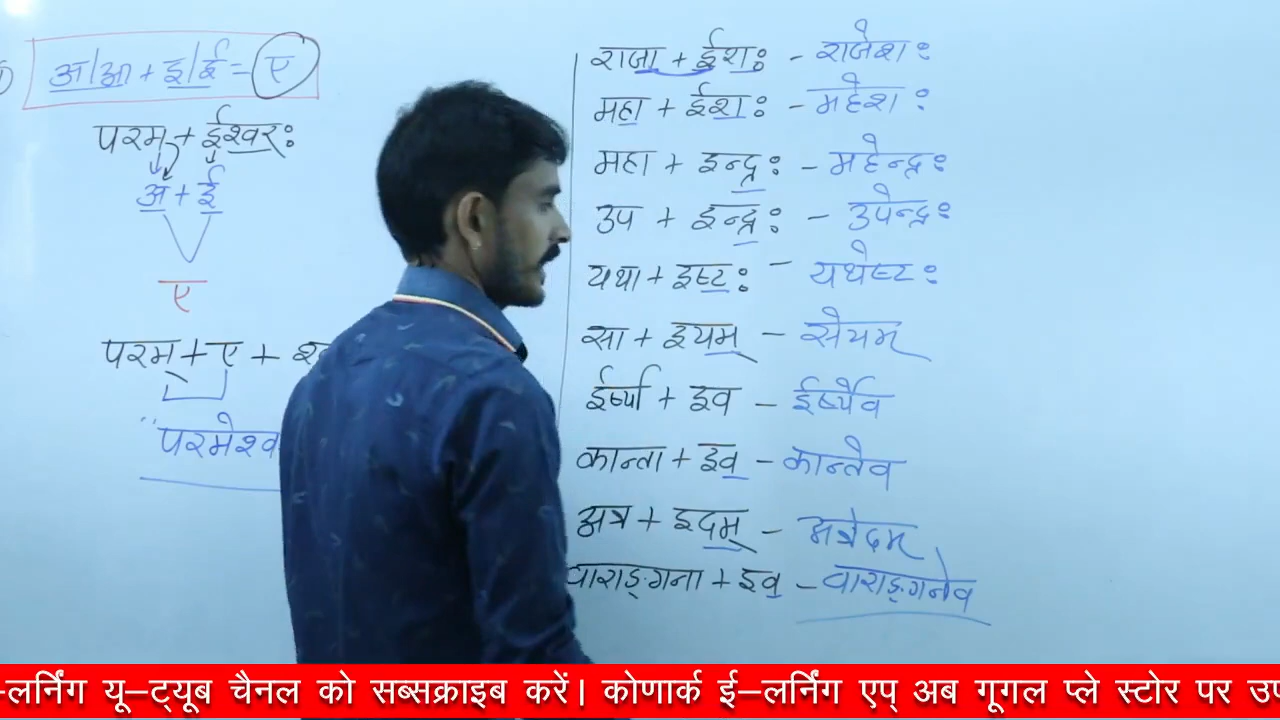 अ/आ + इ/ई = ए
परम + ईश्वरः
अ + ई
ए
परम् + ए +
परमेश्व
राजा + ईशः - राजेशः
महा + ईशः - महेशः
महा + इन्द्रः - महेन्द्रः
उप + इन्द्रः - उपेन्द्रः
यथा + इष्टः - यथेष्टः
सा + इयम् - सेयम्
ईर्ष्या + इव - ईर्ष्येव
कान्ता + इव - कान्तेव
अत्र + इदम् - अत्रेदम्
वाराङ्गना + इव - वाराङ्गनेव
-लर्निंग यू-ट्यूब चैनल को सब्सक्राइब करें। कोणार्क ई-लर्निंग एप् अब गूगल प्ले स्टोर पर उप